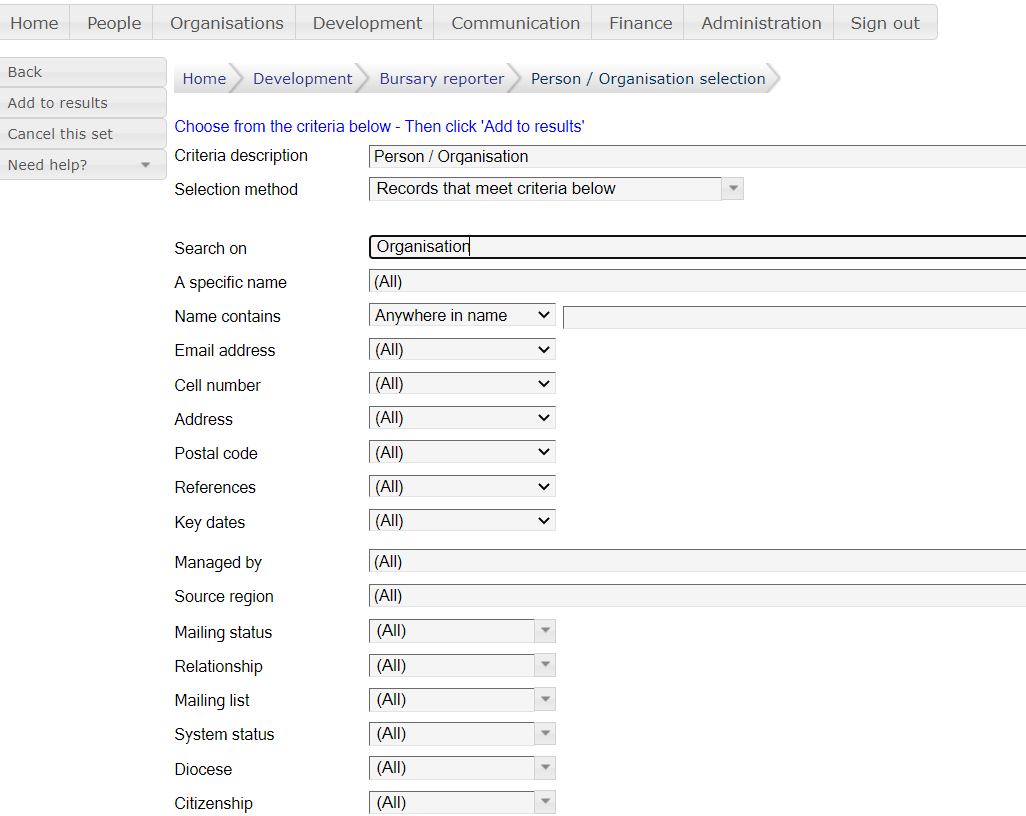 Home People Organisations Development Communication Finance Administration Sign out
Back
Add to results
Cancel this set
Need help?
Home Development Bursary reporter Person / Organisation selection
Choose from the criteria below - Then click 'Add to results'
Criteria description Person / Organisation
Selection method Records that meet criteria below
Search on Organisation
A specific name (All)
Name contains Anywhere in name
Email address (All)
Cell number (All)
Address (All)
Postal code (All)
References (All)
Key dates (All)
Managed by (All)
Source region (All)
Mailing status (All)
Relationship (All)
Mailing list (All)
System status (All)
Diocese (All)
Citizenship (All)